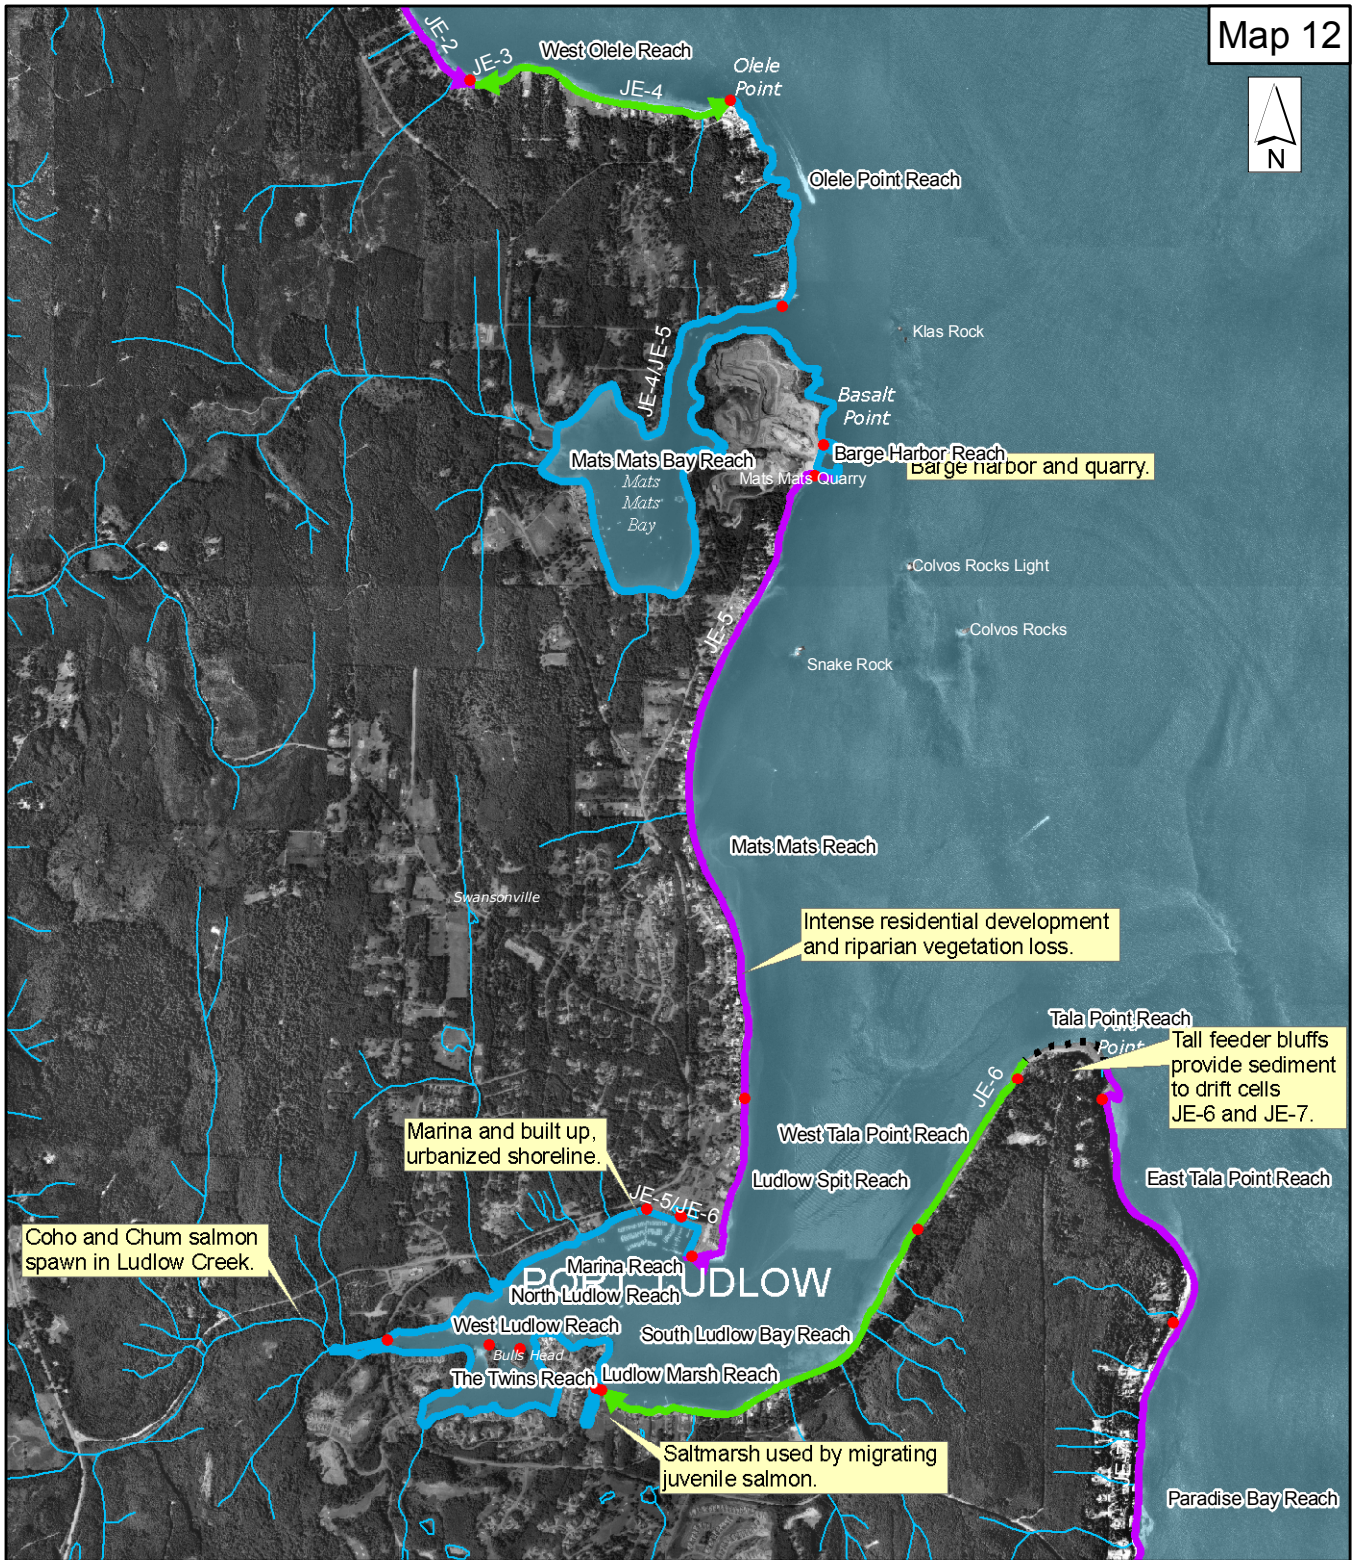 Map 12
N
JE-2
JE-3
West Olele Reach
JE-4
Olele
Point
Olele Point Reach
Klas Rock
JE-4/JE-5
Basalt
Point
Barge Harbor Reach
Barge harbor and quarry.
Mats Mats Bay Reach
Mats
Mats
Bay
Mats Mats Quarry
Colvos Rocks Light
Colvos Rocks
JE-5
Snake Rock
Mats Mats Reach
Swansonville
Intense residential development
and riparian vegetation loss.
Tala Point Reach
Point
Tall feeder bluffs
provide sediment
to drift cells
JE-6 and JE-7.
JE-6
West Tala Point Reach
Marina and built up,
urbanized shoreline.
Ludlow Spit Reach
East Tala Point Reach
JE-5/JE-6
Coho and Chum salmon
spawn in Ludlow Creek.
Marina Reach
PORT LUDLOW
North Ludlow Reach
West Ludlow Reach
South Ludlow Bay Reach
Bulls Head
The Twins Reach
Ludlow Marsh Reach
Saltmarsh used by migrating
juvenile salmon.
Paradise Bay Reach